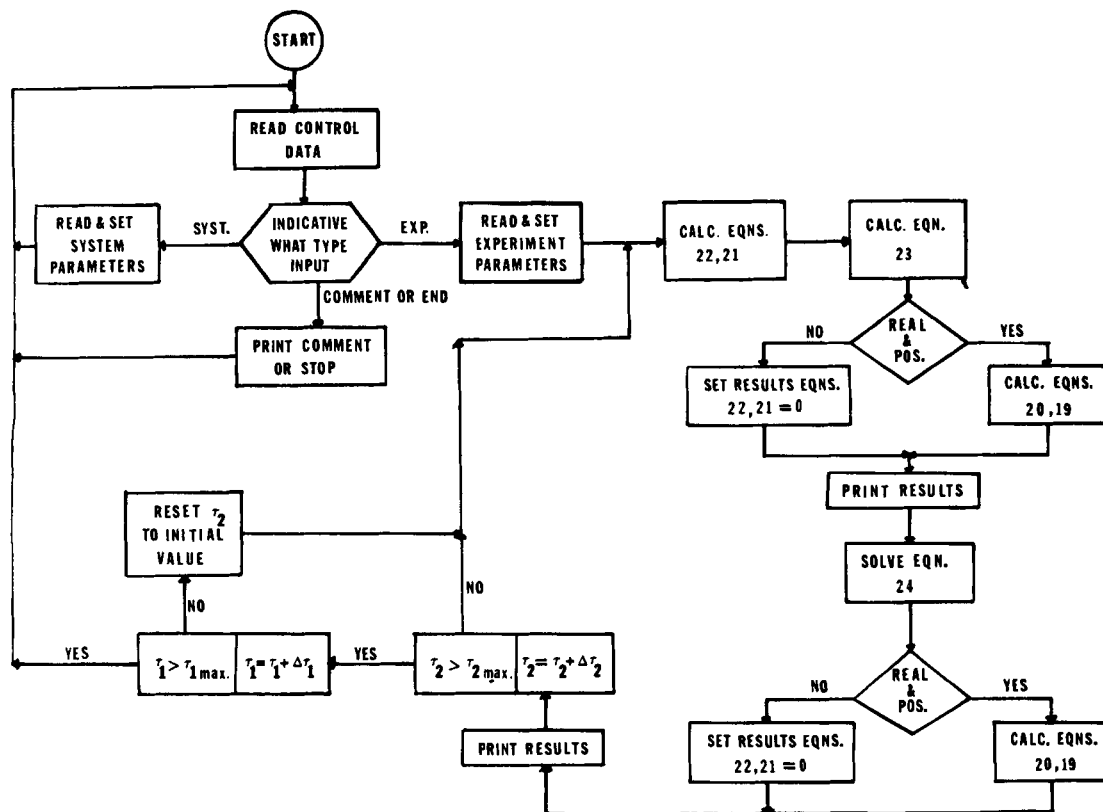 START
READ CONTROL
DATA
READ & SET
SYSTEM
PARAMETERS
SYST.
INDICATIVE
WHAT TYPE
INPUT
EXP.
READ & SET
EXPERIMENT
PARAMETERS
CALC. EQNS.
22,21
CALC. EQN.
23
COMMENT OR END
PRINT COMMENT
OR STOP
NO
REAL
&
POS.
YES
SET RESULTS EQNS.
22,21 = 0
CALC. EQNS.
20,19
PRINT RESULTS
SOLVE EQN.
24
RESET τ2
TO INITIAL
VALUE
NO
NO
YES
τ1 > τ1 max.
τ1 = τ1 + Δτ1
YES
τ2 > τ2 max.
τ2 = τ2 + Δτ2
NO
REAL
&
POS.
YES
PRINT RESULTS
SET RESULTS EQNS.
22,21 = 0
CALC. EQNS.
20,19